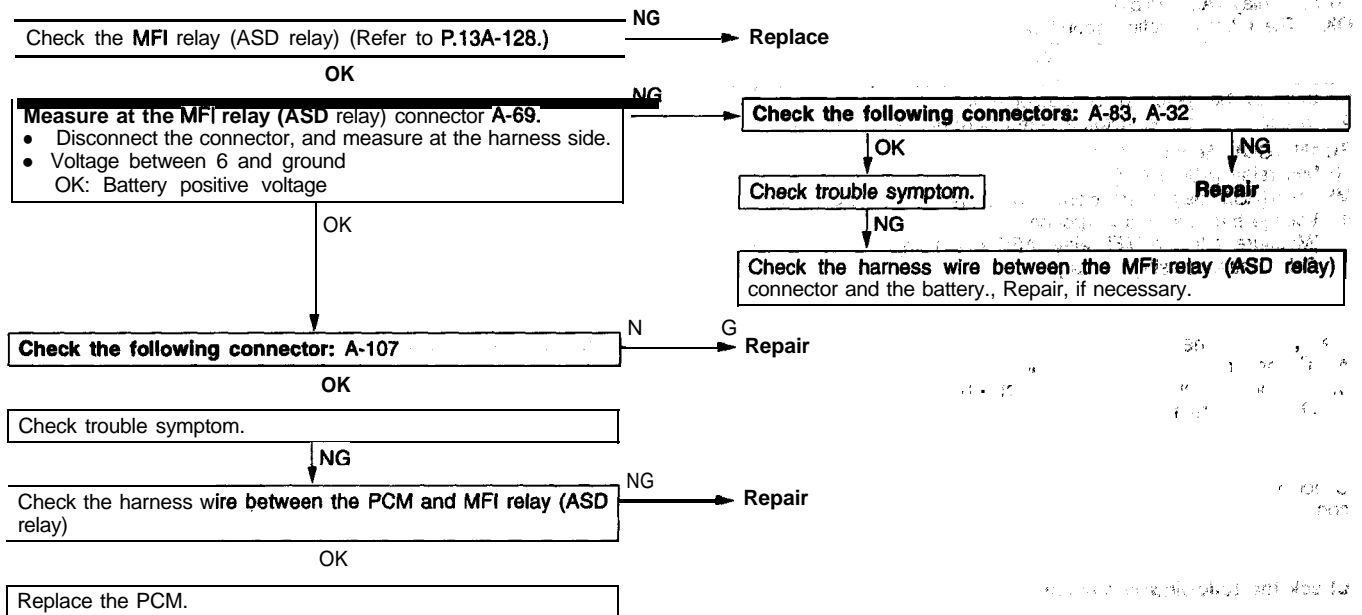 NG
Check the MFI relay (ASD relay) (Refer to P.13A-128.)
Replace
OK
NG
Measure at the MFI relay (ASD relay) connector A-69.
• Disconnect the connector, and measure at the harness side.
• Voltage between 6 and ground
OK: Battery positive voltage
Check the following connectors: A-83, A-32
OK
NG
Check trouble symptom.
Repair
NG
OK
Check the harness wire between the MFI relay (ASD relay)
connector and the battery., Repair, if necessary.
N G
Check the following connector: A-107
Repair
OK
Check trouble symptom.
NG
NG
Check the harness wire between the PCM and MFI relay (ASD
relay)
Repair
OK
Replace the PCM.